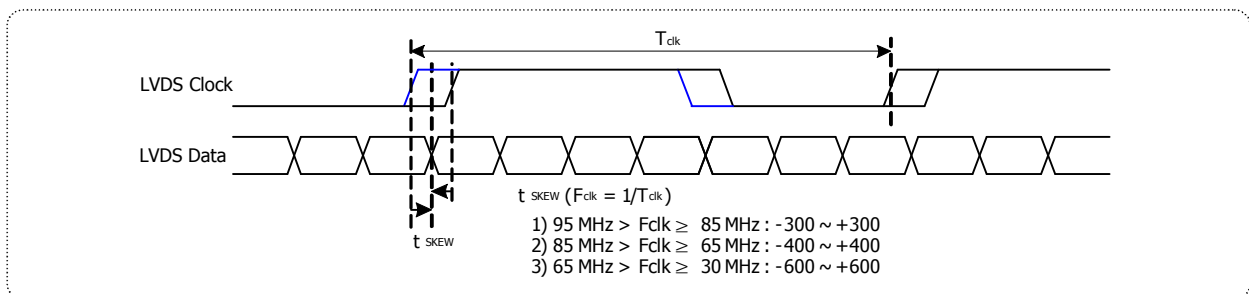 Tclk
LVDS Clock
LVDS Data
t SKEW (Fclk = 1/Tclk)
1) 95 MHz > Fclk ≥ 85 MHz : -300 ~ +300
t SKEW
2) 85 MHz > Fclk ≥ 65 MHz : -400 ~ +400
3) 65 MHz > Fclk ≥ 30 MHz : -600 ~ +600